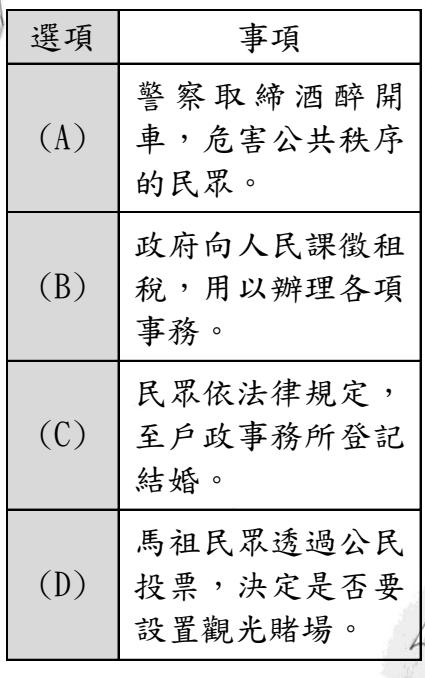 選項 事項
(A) 警察取締酒醉開
車，危害公共秩序
的民眾。
(B) 政府向人民課徵租
稅，用以辦理各項
事務。
(C) 民眾依法律規定，
至戶政事務所登記
結婚。
(D) 馬祖民眾透過公民
投票，決定是否要
設置觀光賭場。